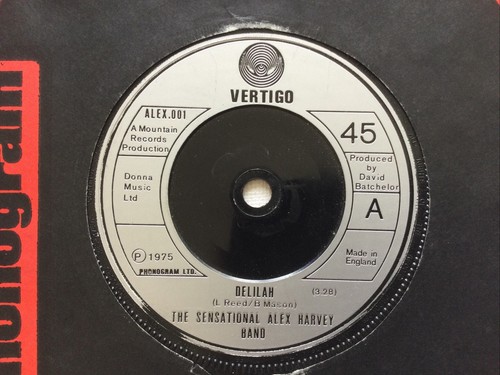 VERTIGO
ALEX.001
A Mountain
Records
Production
Donna
Music
Ltd
℗ 1975
PHONOGRAM LTD.
45
Produced
by
David
Batchelor
A
Made in
England
DELILAH (3.28)
(L Reed/B Mason)
THE SENSATIONAL ALEX HARVEY
BAND